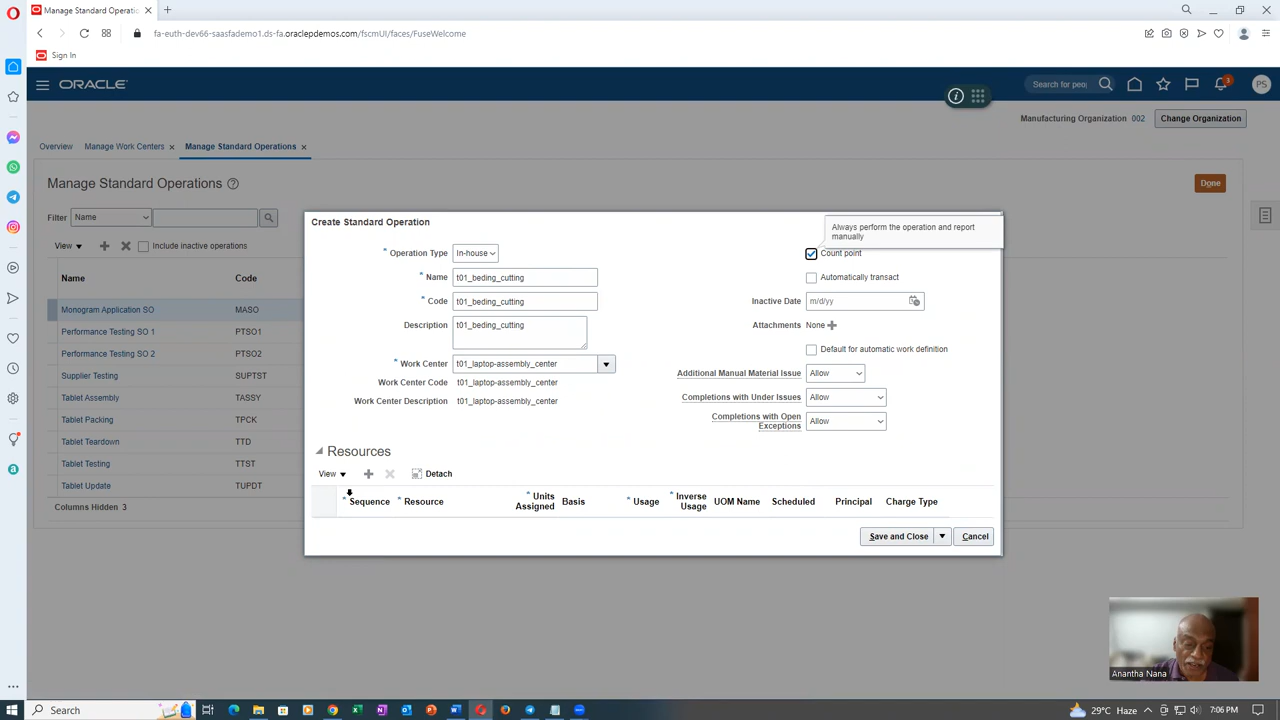 Manage Standard Operatio
fa-euth-dev66-saasfademo1.ds-fa.oraclepdemos.com/fscmUI/faces/FuseWelcome
Sign In
ORACLE
Search for peop
3
PS
Manufacturing Organization 002
Change Organization
Overview
Manage Work Centers
Manage Standard Operations
Manage Standard Operations
Done
Filter
Name
View
Include inactive operations
Name
Code
Monogram Application SO
MASO
Performance Testing SO 1
PTSO1
Performance Testing SO 2
PTSO2
Supplier Testing
SUPTST
Tablet Assembly
TASSY
Tablet Packing
TPCK
Tablet Teardown
TTD
Tablet Testing
TTST
Tablet Update
TUPDT
Columns Hidden 3
Create Standard Operation
Always perform the operation and report
manually
* Operation Type
In-house
Count point
* Name
t01_beding_cutting
Automatically transact
* Code
t01_beding_cutting
Inactive Date
m/d/yy
Description
t01_beding_cutting
Attachments
None
* Work Center
t01_laptop-assembly_center
Default for automatic work definition
Work Center Code
t01_laptop-assembly_center
Additional Manual Material Issue
Allow
Work Center Description
t01_laptop-assembly_center
Completions with Under Issues
Allow
Completions with Open
Exceptions
Allow
Resources
View
Detach
* Sequence
* Resource
* Units
Assigned
Basis
* Usage
* Inverse
Usage
UOM Name
Scheduled
Principal
Charge Type
Save and Close
Cancel
Anantha Nana
Search
29°C Haze
7:06 PM